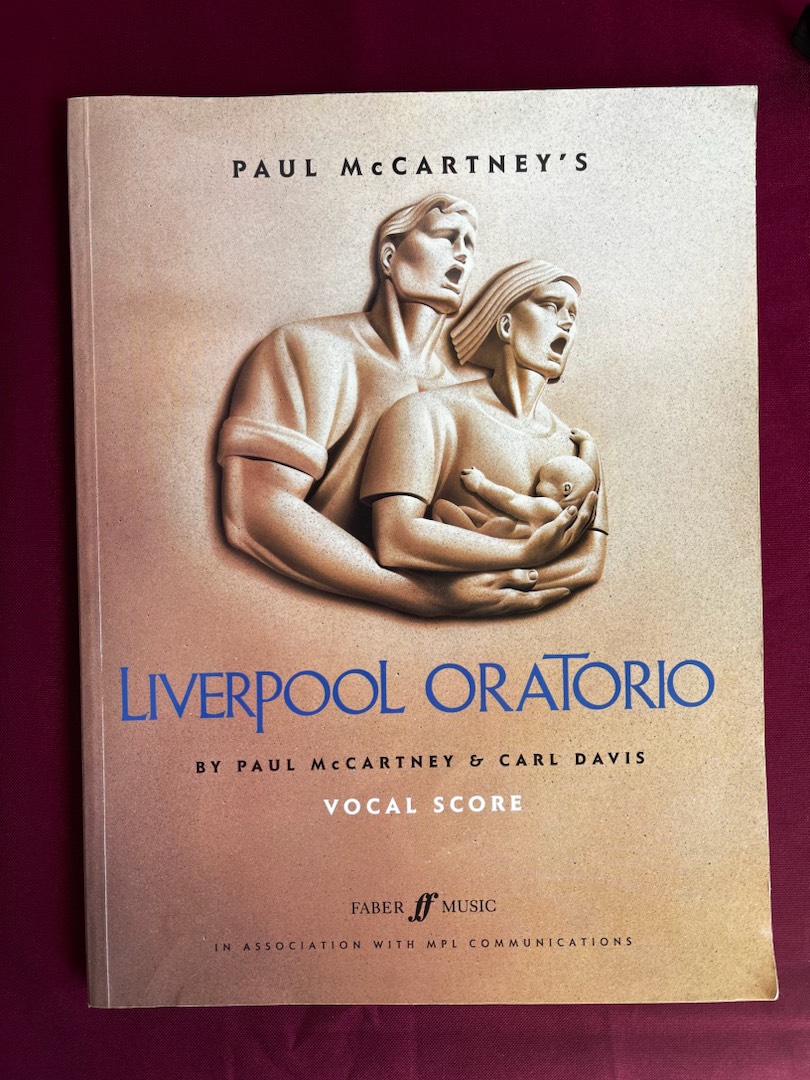 PAUL McCARTNEY'S
LIVERPOOL ORATORIO
BY PAUL McCARTNEY & CARL DAVIS
VOCAL SCORE
FABER ff MUSIC
IN ASSOCIATION WITH MPL COMMUNICATIONS